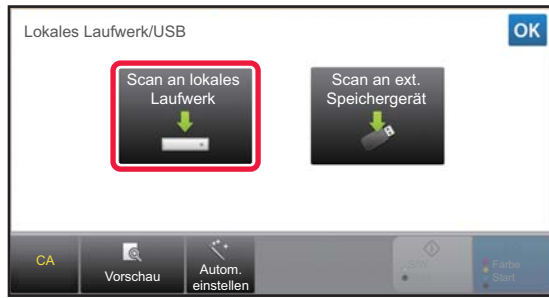 Lokales Laufwerk/USB
OK
Scan an lokales
Laufwerk
Scan an ext.
Speichergerät
CA
Vorschau
Autom.
einstellen
Farbe
Start